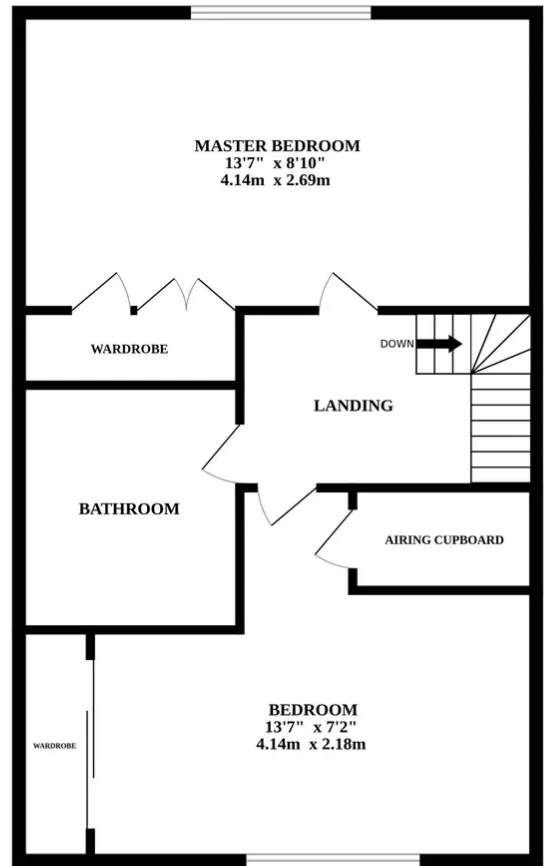 MASTER BEDROOM
13'7" x 8'10"
4.14m x 2.69m
WARDROBE
DOWN
LANDING
BATHROOM
AIRING CUPBOARD
BEDROOM
13'7" x 7'2"
4.14m x 2.18m
WARDROBE